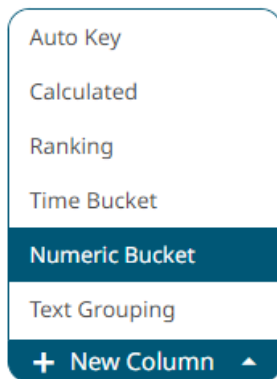 Auto Key
Calculated
Ranking
Time Bucket
Numeric Bucket
Text Grouping
+ New Column